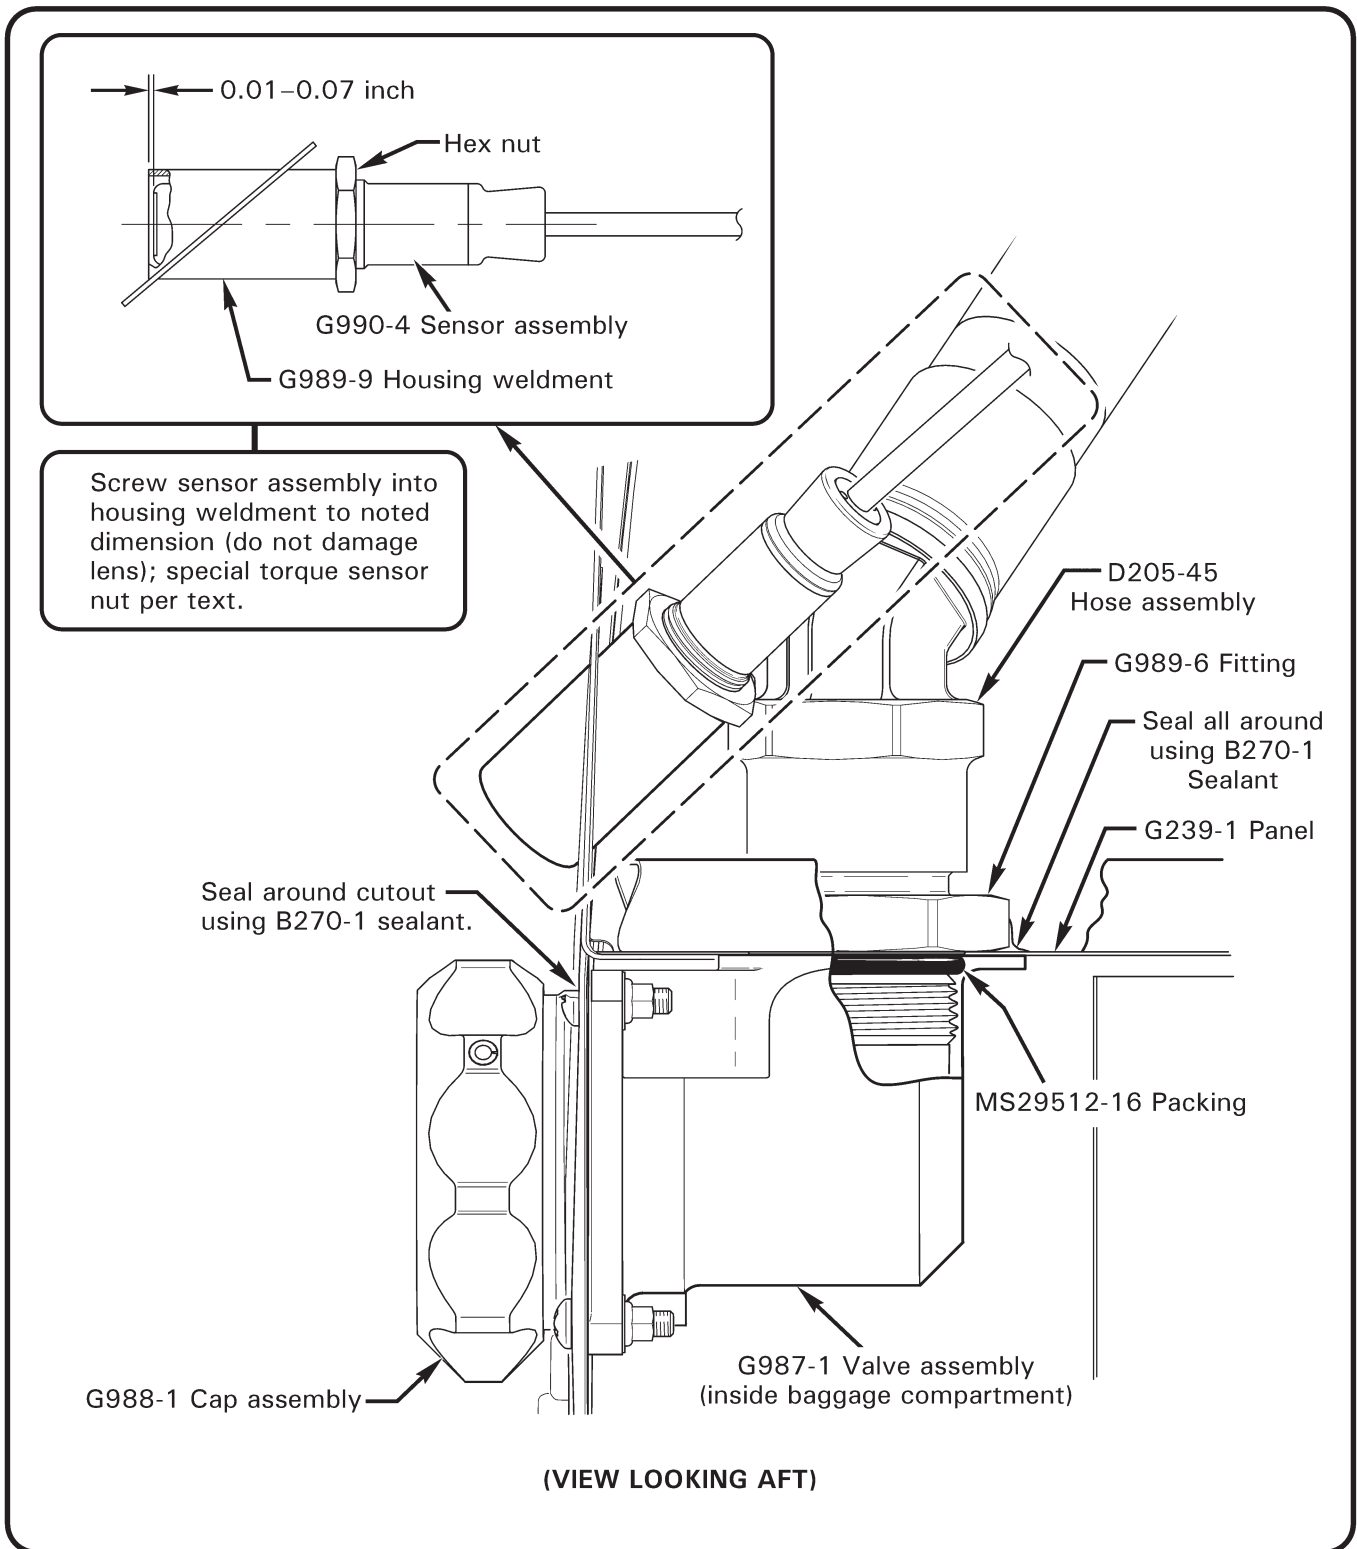 0.01–0.07 inch
Hex nut
G990-4 Sensor assembly
G989-9 Housing weldment
Screw sensor assembly into
housing weldment to noted
dimension (do not damage
lens); special torque sensor
nut per text.
D205-45
Hose assembly
G989-6 Fitting
Seal all around
using B270-1
Sealant
G239-1 Panel
Seal around cutout
using B270-1 sealant.
MS29512-16 Packing
G987-1 Valve assembly
(inside baggage compartment)
G988-1 Cap assembly
(VIEW LOOKING AFT)